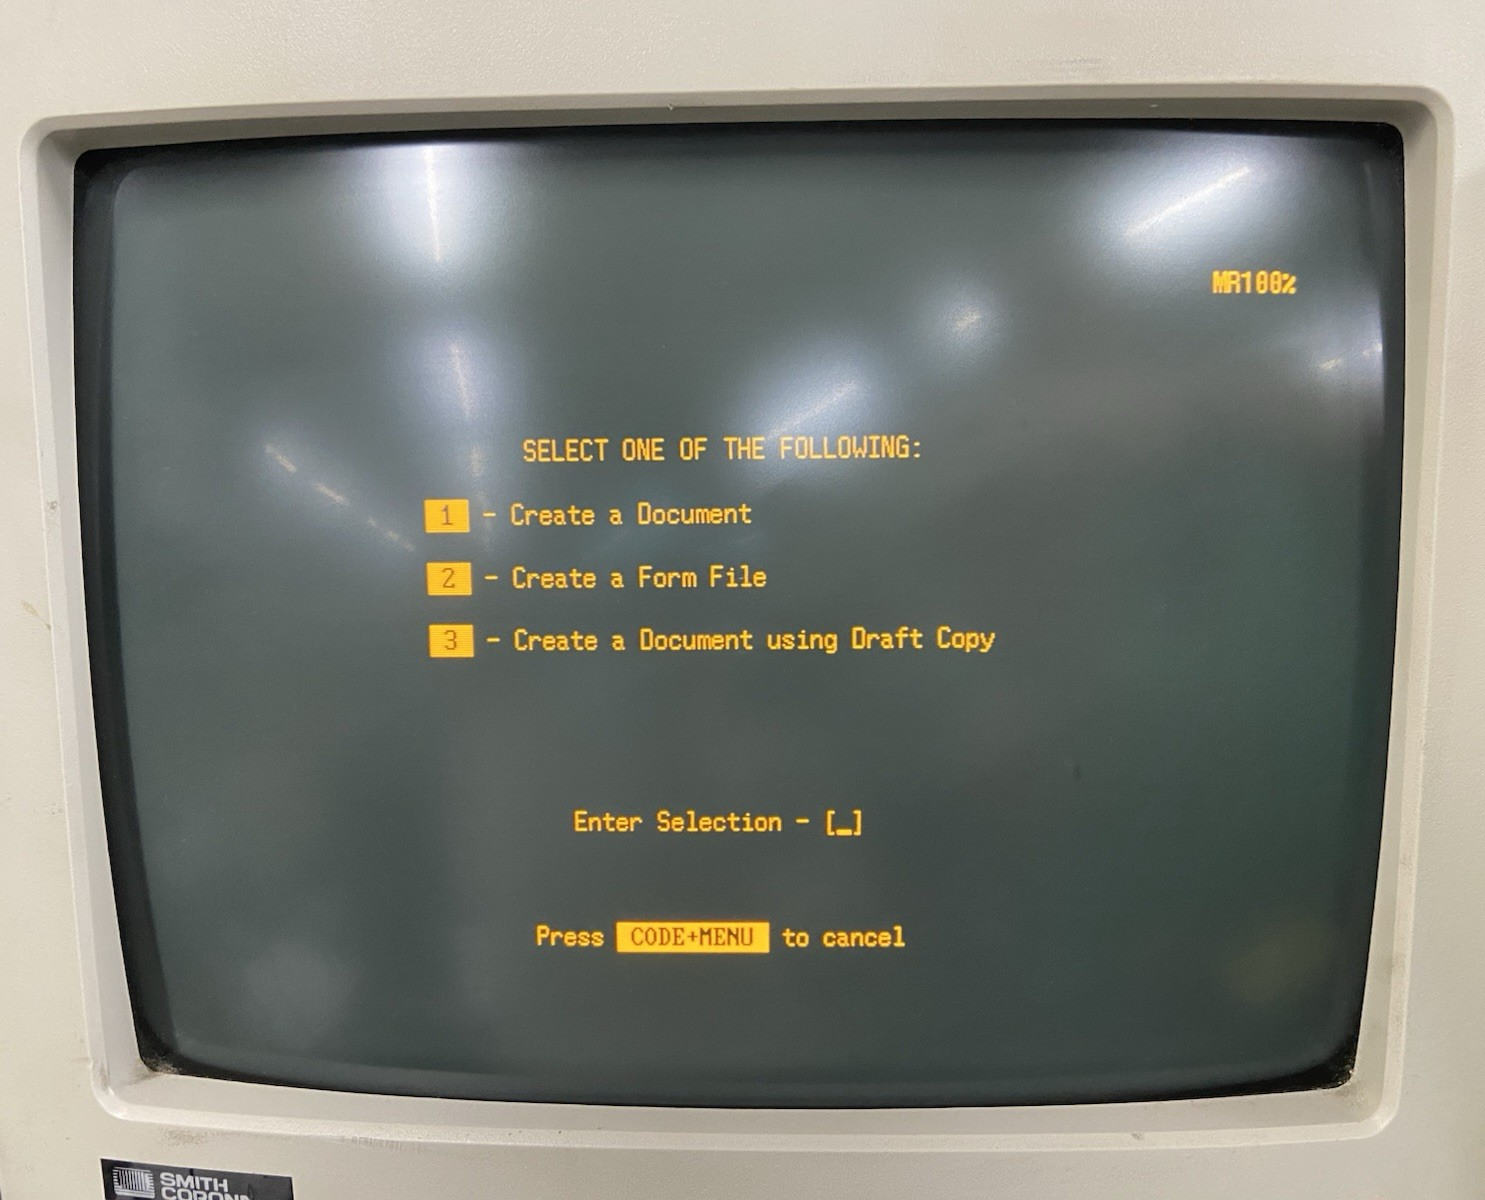 MR100%
SELECT ONE OF THE FOLLOWING:
1 - Create a Document
2 - Create a Form File
3 - Create a Document using Draft Copy
Enter Selection - [_]
Press CODE+MENU to cancel
SMITH
CORONA